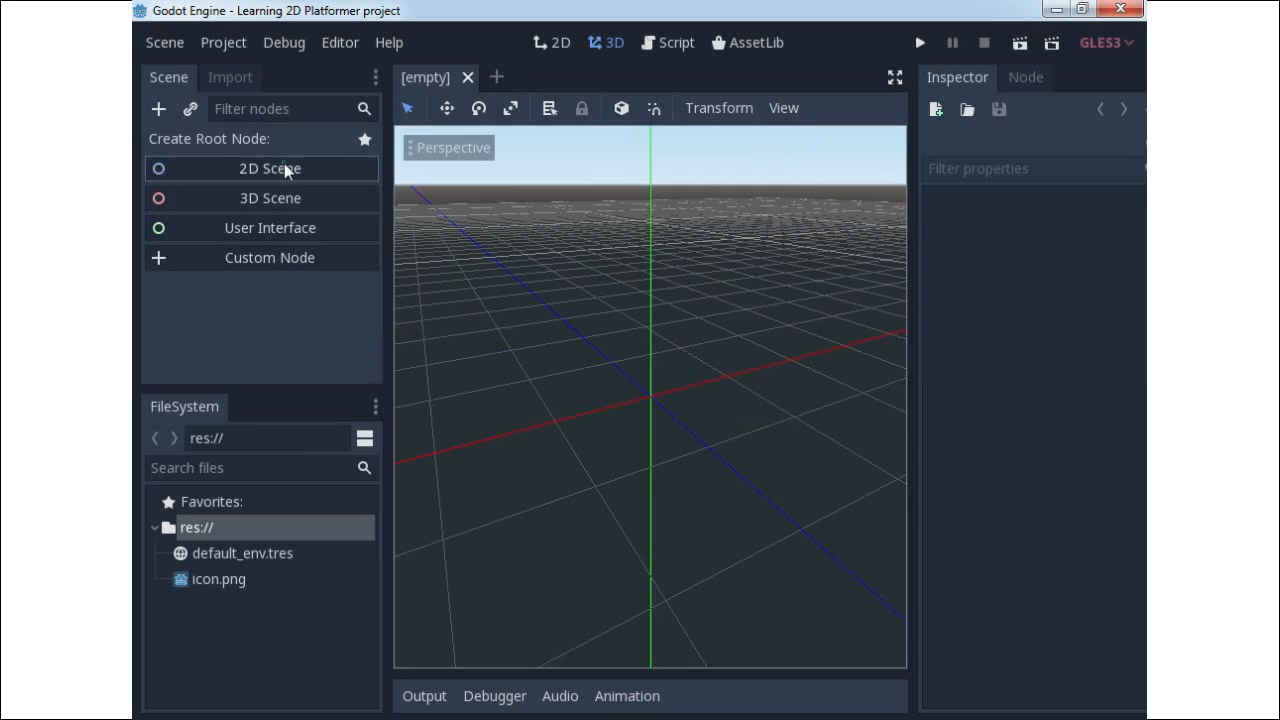 Godot Engine - Learning 2D Platformer project
Scene Project Debug Editor Help
2D 3D Script AssetLib
GLES3
Scene Import
[empty]
Inspector Node
Filter nodes
Transform View
Create Root Node:
Perspective
2D Scene
Filter properties
3D Scene
User Interface
Custom Node
FileSystem
res://
Search files
Favorites:
res://
default_env.tres
icon.png
Output Debugger Audio Animation